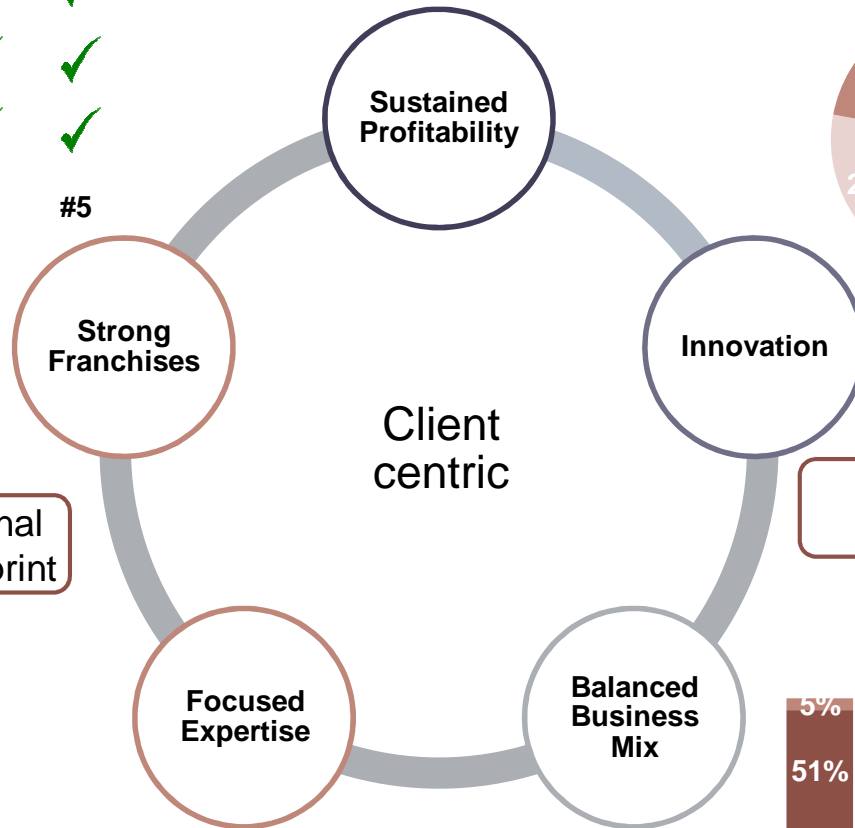 Sustained
Profitability
#5
Strong
Franchises
Innovation
Client
centric
Focused
Expertise
Balanced
Business
Mix
5%
51%